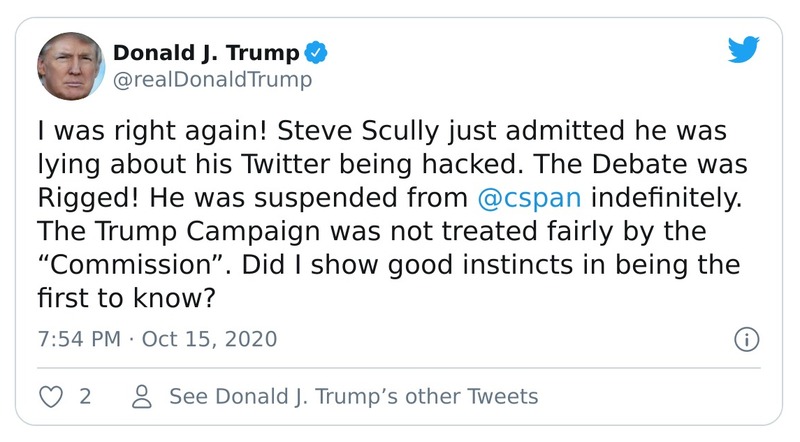 Donald J. Trump
@realDonaldTrump
I was right again! Steve Scully just admitted he was
lying about his Twitter being hacked. The Debate was
Rigged! He was suspended from @cspan indefinitely.
The Trump Campaign was not treated fairly by the
“Commission”. Did I show good instincts in being the
first to know?
7:54 PM · Oct 15, 2020
2 See Donald J. Trump’s other Tweets